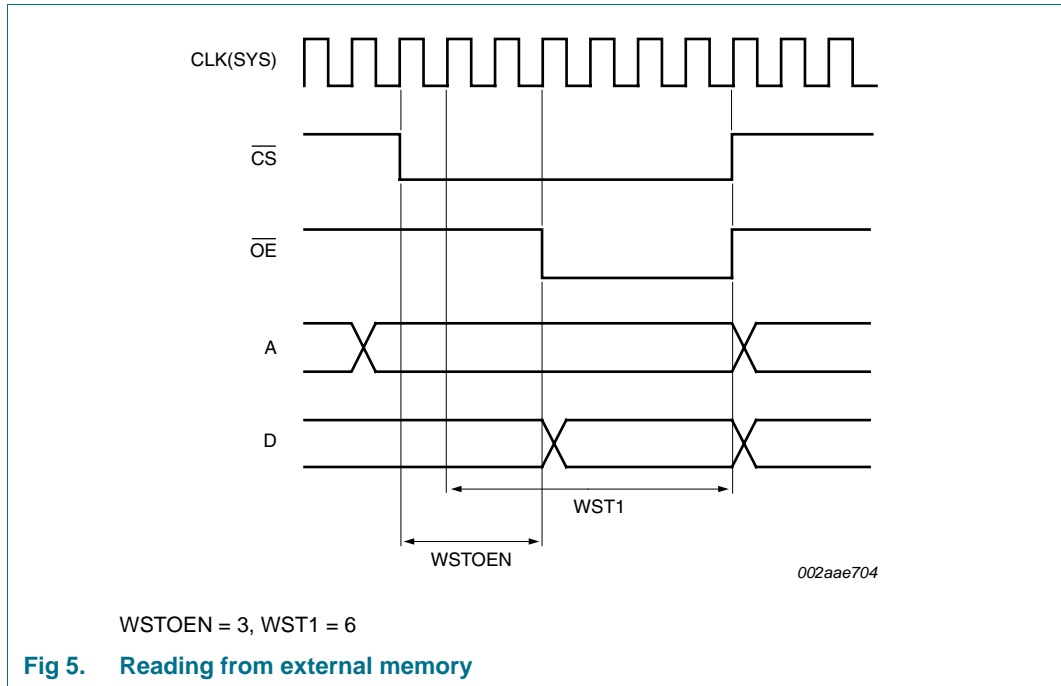 CLK(SYS)
CS
OE
A
D
WST1
WSTOEN
002aae704
WSTOEN = 3, WST1 = 6
Fig 5. Reading from external memory